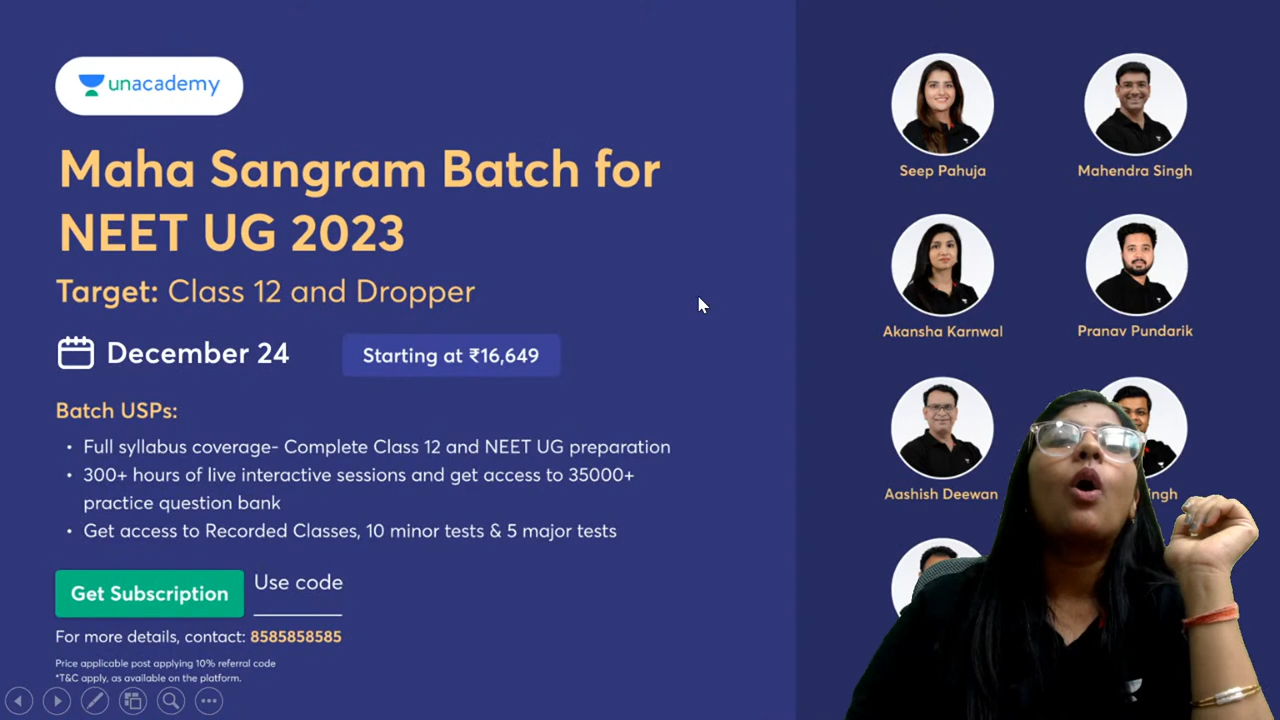 unacademy
Maha Sangram Batch for
NEET UG 2023
Target: Class 12 and Dropper
December 24
Starting at ₹16,649
Batch USPs:
• Full syllabus coverage- Complete Class 12 and NEET UG preparation
• 300+ hours of live interactive sessions and get access to 35000+
practice question bank
• Get access to Recorded Classes, 10 minor tests & 5 major tests
Get Subscription
Use code
For more details, contact: 8585858585
Price applicable post applying 10% referral code
*T&C apply, as available on the platform.
Seep Pahuja
Mahendra Singh
Akansha Karnwal
Pranav Pundarik
Aashish Deewan